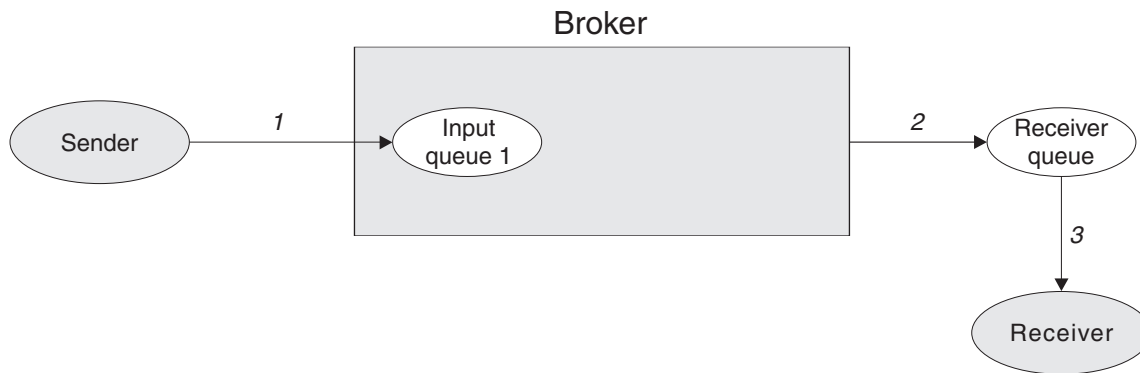 Broker
Sender
1
Input
queue 1
2
Receiver
queue
3
Receiver